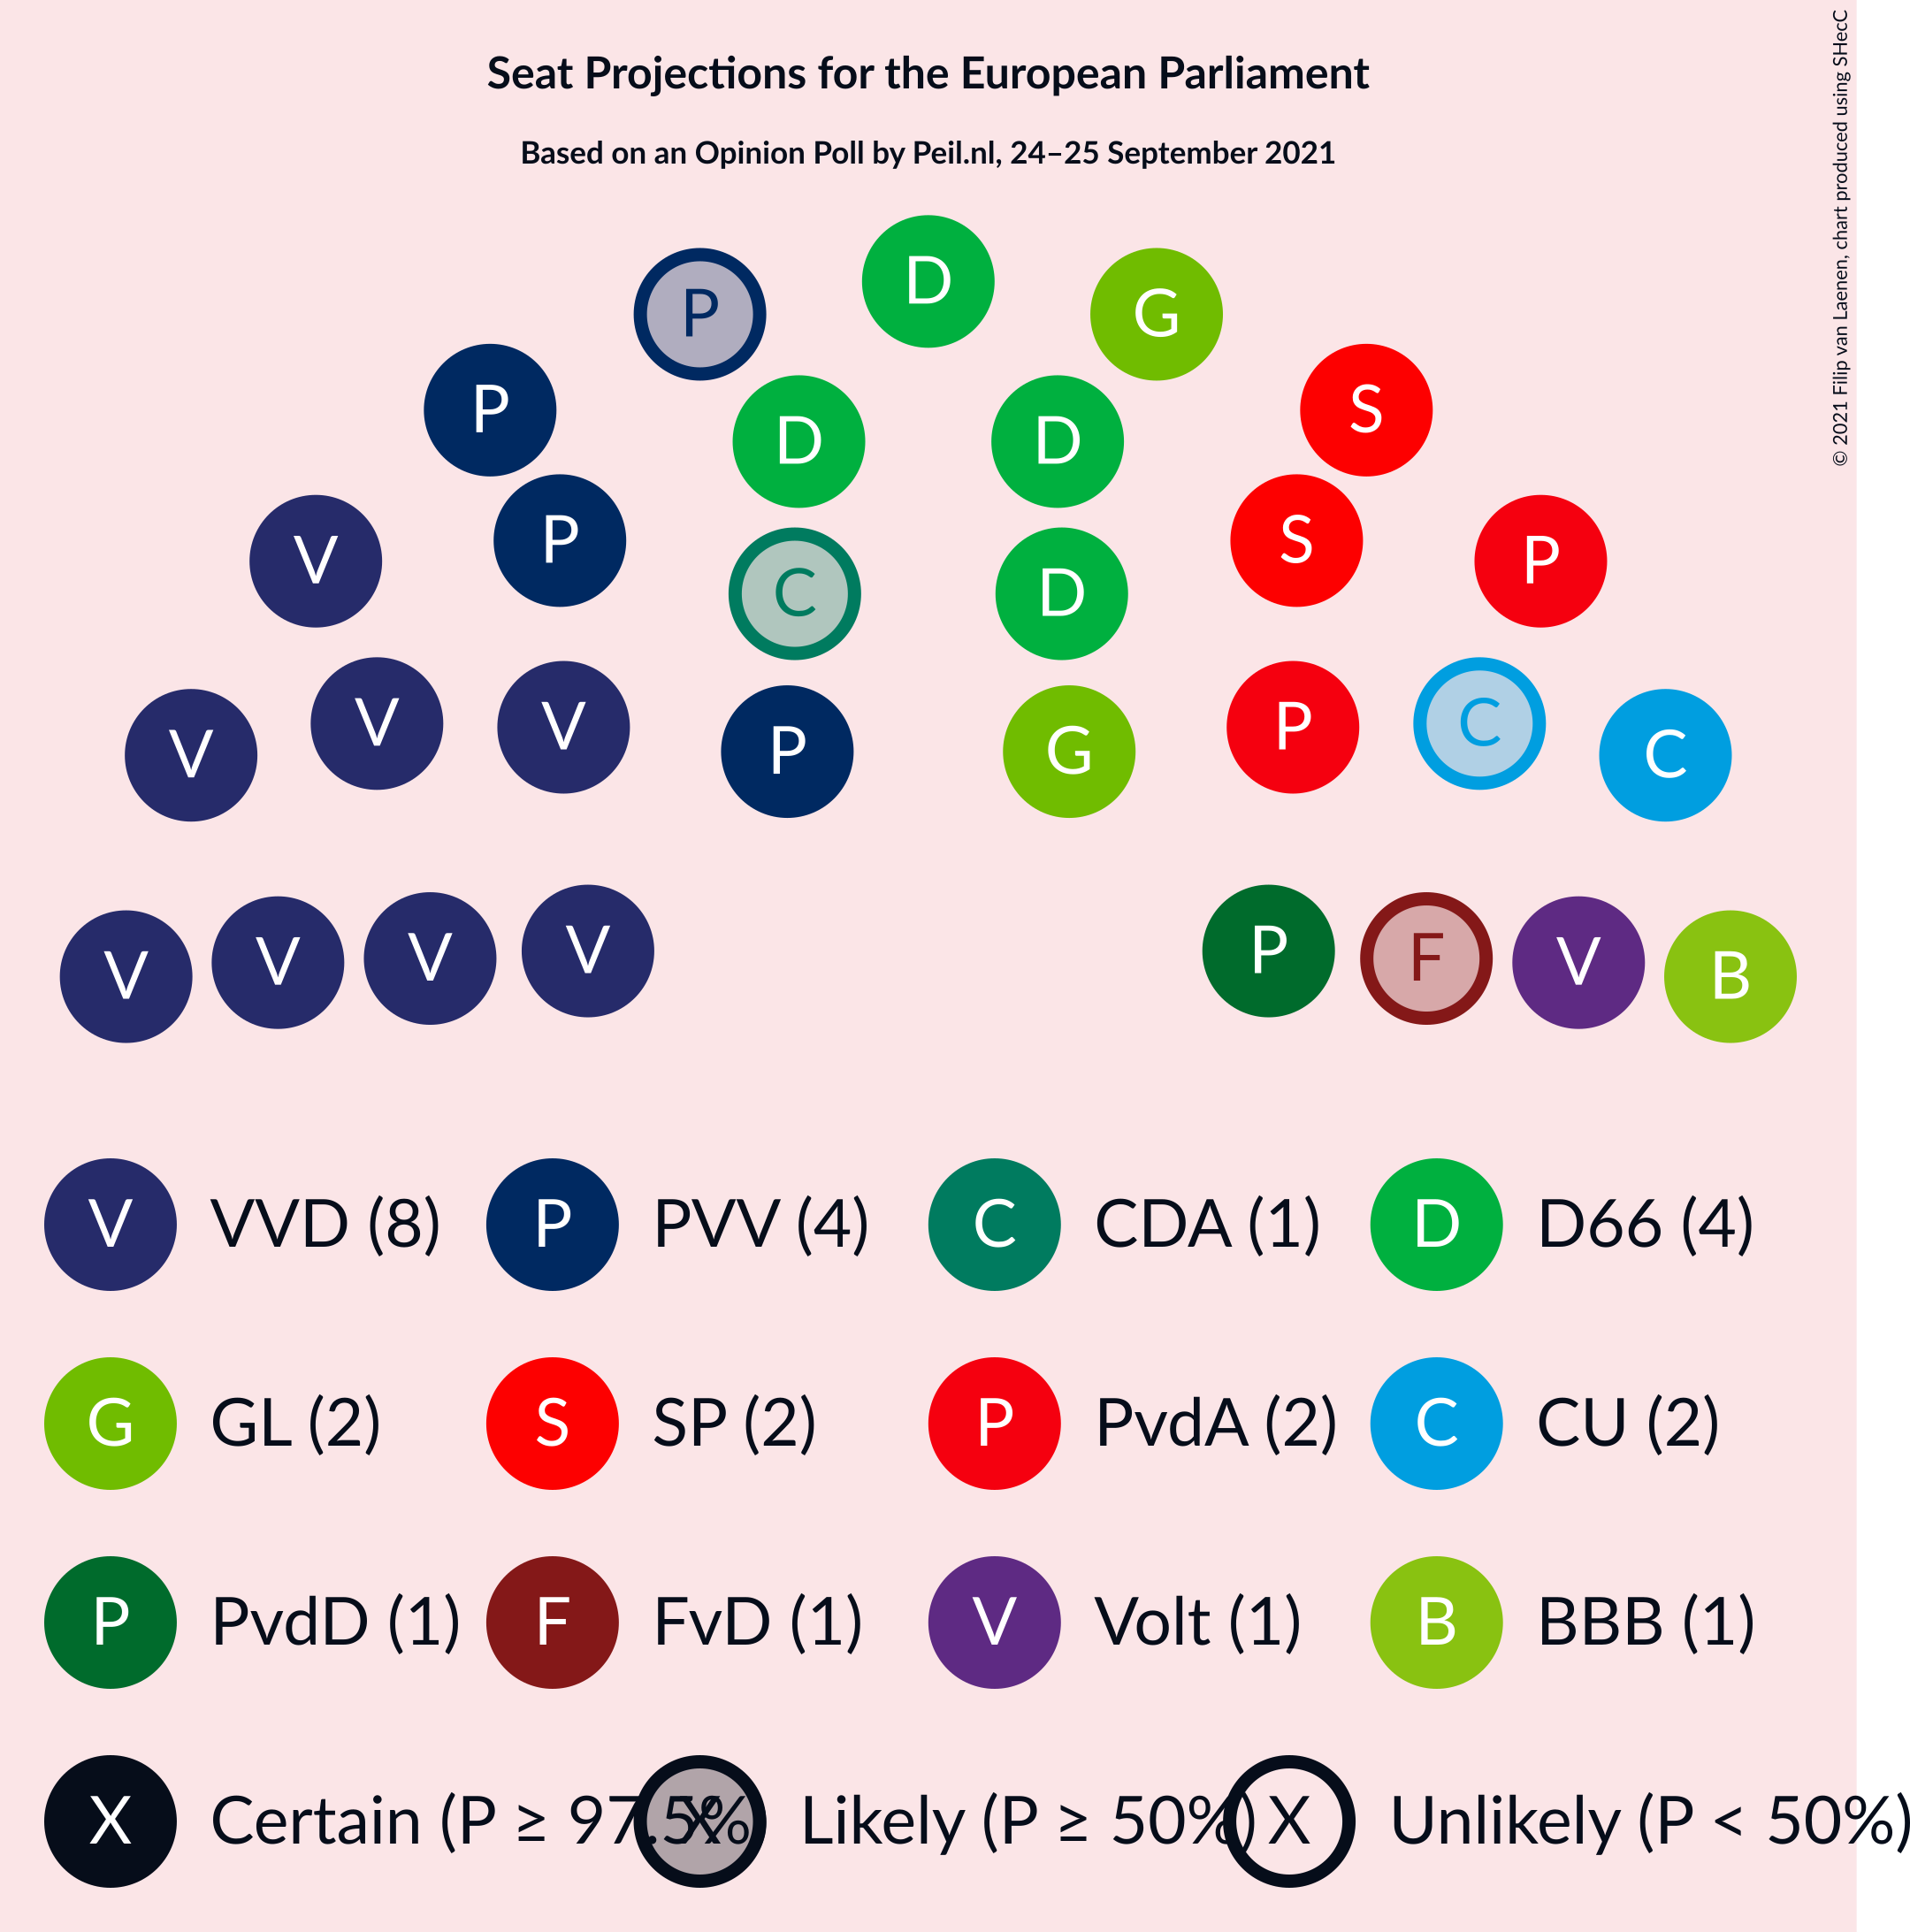 Seat Projections for the European Parliament
Based on an Opinion Poll by Peil.nl, 24–25 September 2021
© 2021 Filip van Laenen, chart produced using SHecC
D
P G
P S
D D
P S
V P
C D
V V P C
V C
P G
V V V V P F V B
V VVD (8) P PVV (4) C CDA (1) D D66 (4)
G GL (2) S SP (2) P PvdA (2) C CU (2)
P PvdD (1) F FvD (1) V Volt (1) B BBB (1)
X Certain (P ≥ 97.5% X Likely (P ≥ 50%) X Unlikely (P < 50%)